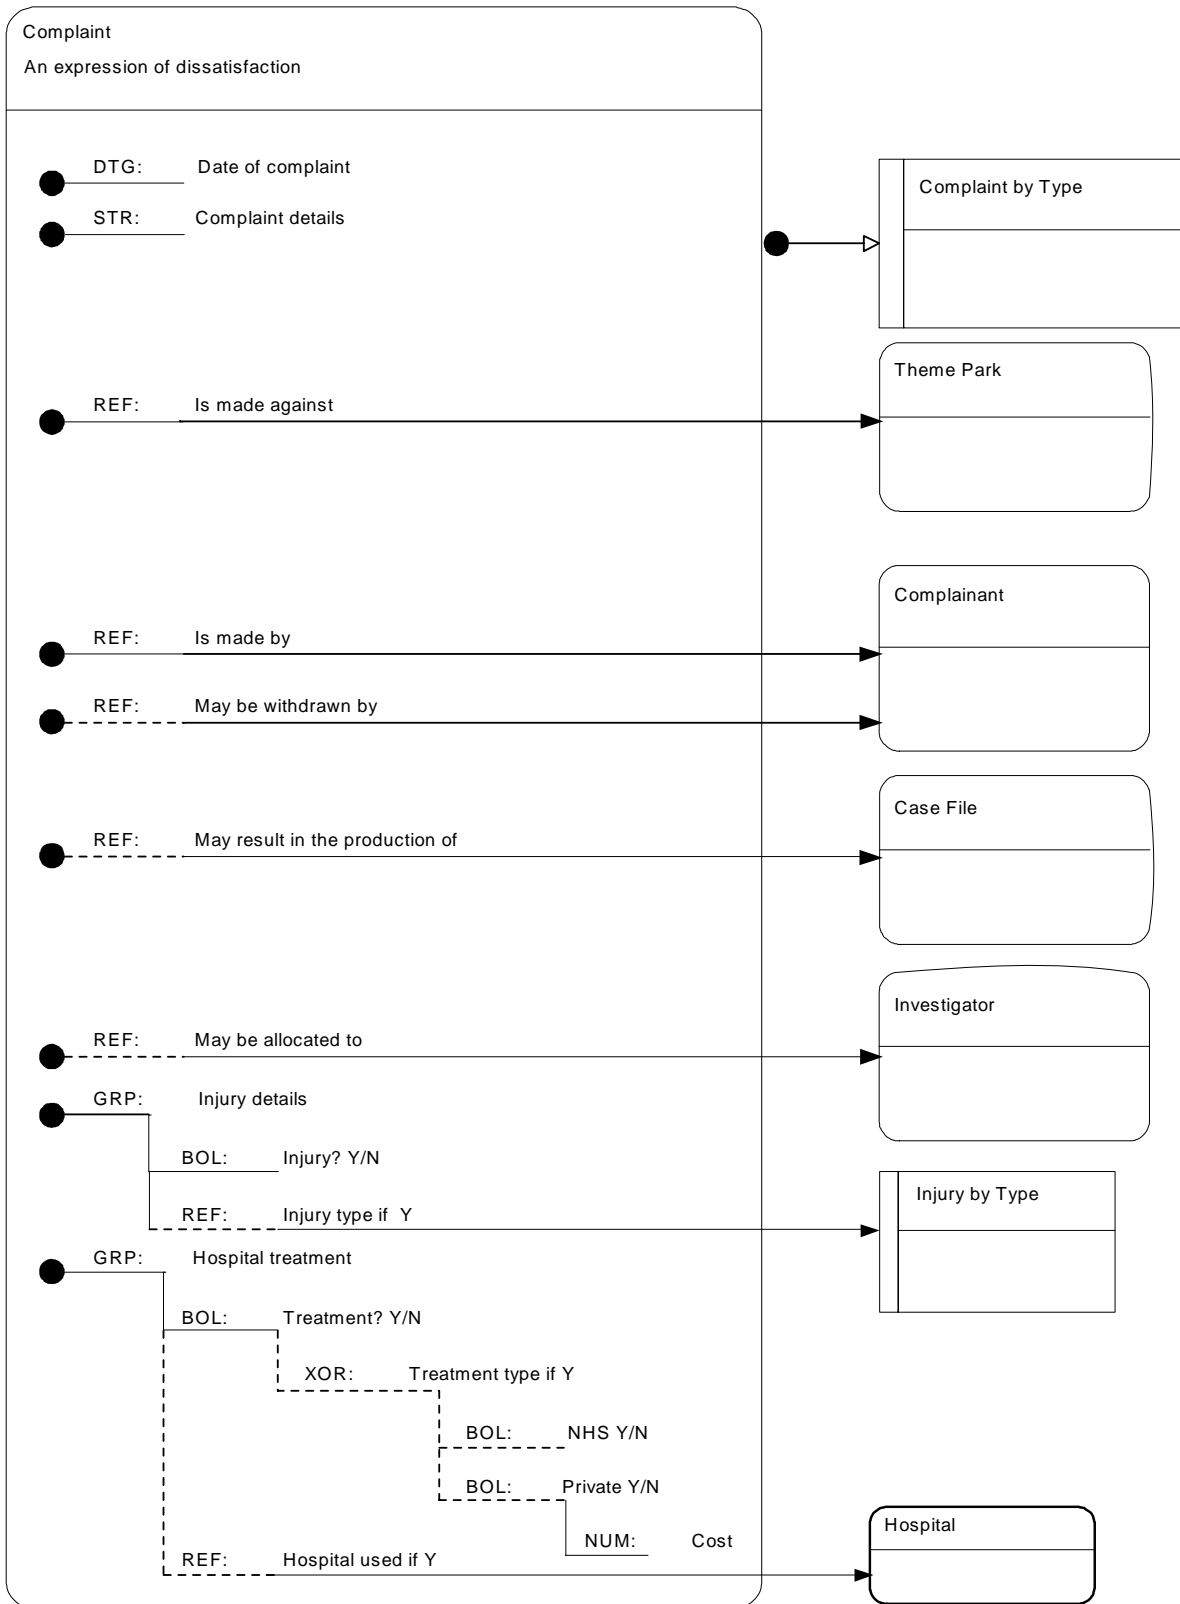 Complaint
An expression of dissatisfaction
DTG: Date of complaint
STR: Complaint details
Complaint by Type
Theme Park
REF: Is made against
Complainant
REF: Is made by
REF: May be withdrawn by
Case File
REF: May result in the production of
Investigator
REF: May be allocated to
GRP: Injury details
BOL: Injury? Y/N
Injury by Type
REF: Injury type if Y
GRP: Hospital treatment
BOL: Treatment? Y/N
XOR: Treatment type if Y
BOL: NHS Y/N
BOL: Private Y/N
Hospital
NUM: Cost
REF: Hospital used if Y